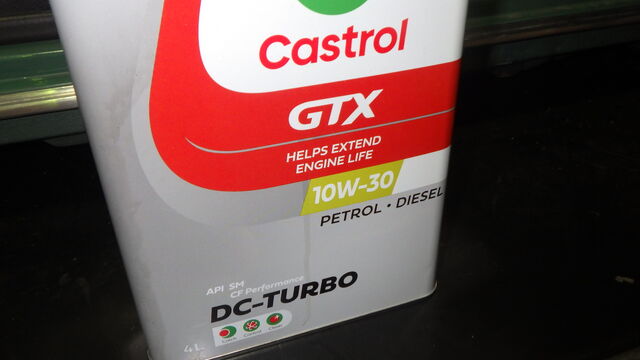 Castrol
GTX
HELPS EXTEND
ENGINE LIFE
10W-30
PETROL • DIESEL
API SM
CF Performance
DC-TURBO
4L